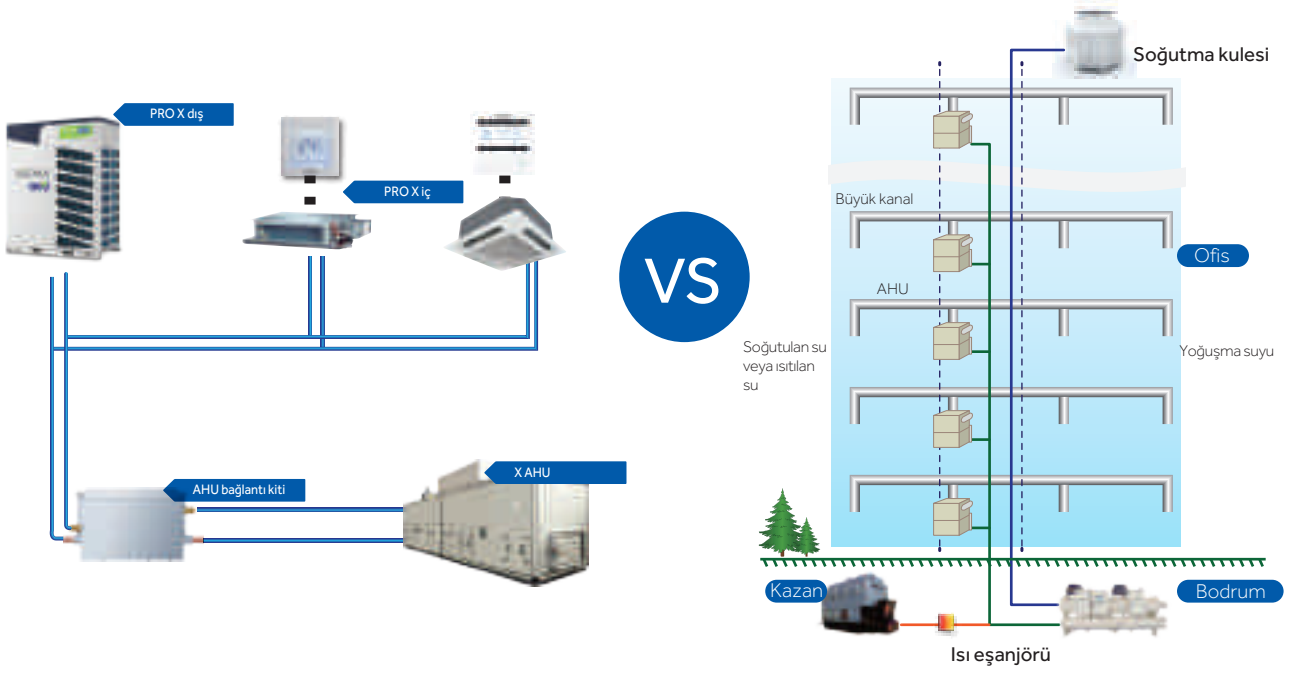 PRO X dış
PRO X iç
AHU bağlantı kiti
X AHU
VS
Soğutma kulesi
Büyük kanal
Ofis
AHU
Soğutulan su
veya ısıtılan
su
Yoğuşma suyu
Kazan
Bodrum
Isı eşanjörü